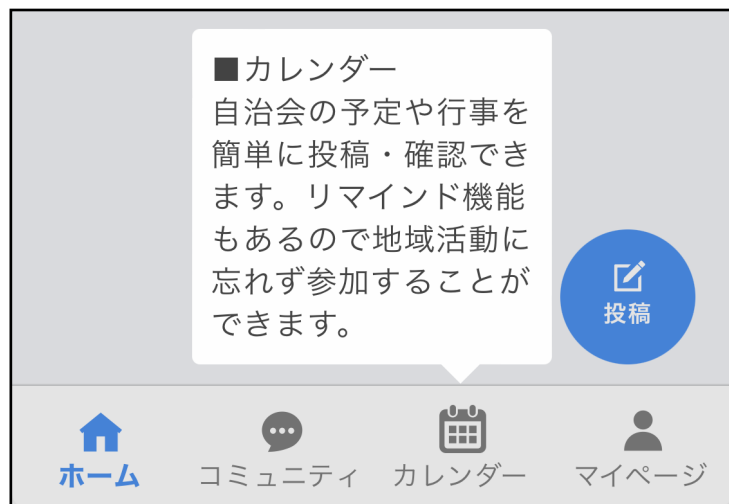 ■カレンダー
自治会の予定や行事を
簡単に投稿・確認でき
ます。リマインド機能
もあるので地域活動に
忘れず参加することが
できます。
投稿
ホーム
コミュニティ
カレンダー
マイページ